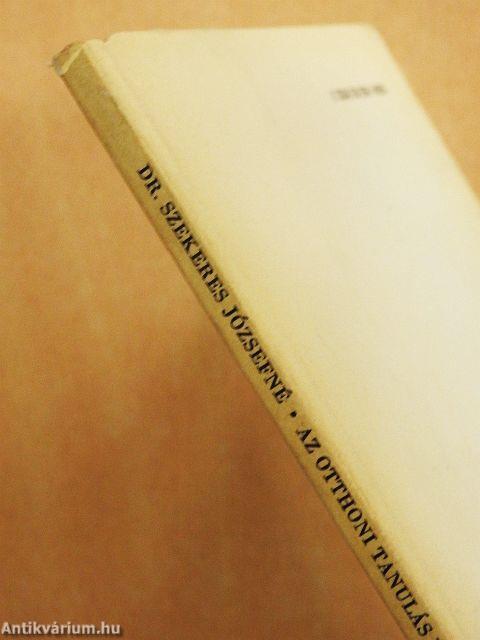 DR. SZEKERES JÓZSEFNÉ • AZ OTTHONI TANULÁS
Antikvárium.hu